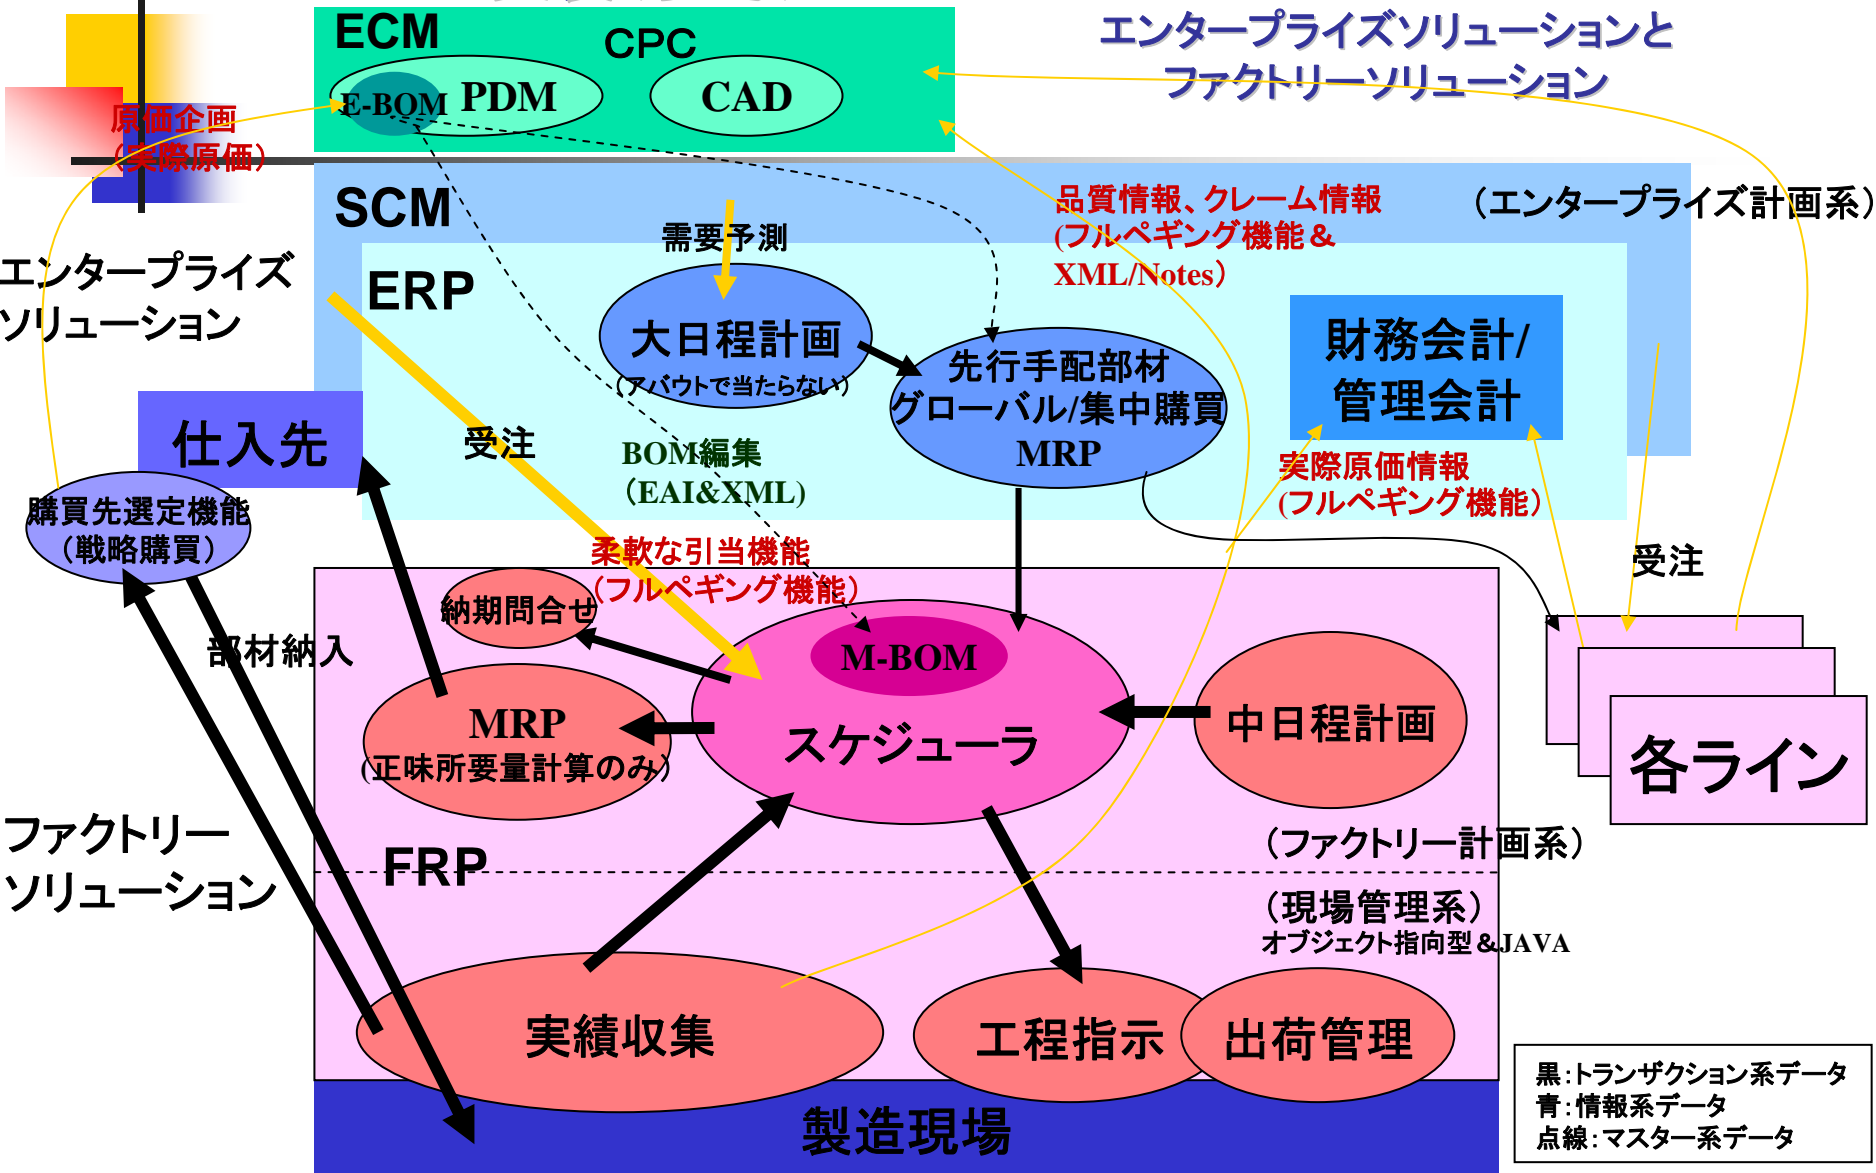 エンタープライズソリューションと
ファクトリーソリューション
ECM
CPC
E-BOM
PDM
CAD
原価企画
（実際原価）
SCM
（エンタープライズ計画系）
需要予測
品質情報、クレーム情報
(フルペギング機能＆
XML/Notes）
エンタープライズ
ソリューション
ERP
大日程計画
（アバウトで当たらない）
先行手配部材
グローバル/集中購買
MRP
財務会計/
管理会計
仕入先
受注
BOM編集
（EAI&XML)
実際原価情報
(フルペギング機能）
購買先選定機能
（戦略購買）
柔軟な引当機能
（フルペギング機能）
受注
納期問合せ
部材納入
M-BOM
スケジューラ
MRP
(正味所要量計算のみ）
中日程計画
各ライン
ファクトリー
ソリューション
FRP
（ファクトリー計画系）
（現場管理系）
オブジェクト指向型＆JAVA
実績収集
工程指示
出荷管理
製造現場
黒：トランザクション系データ
青：情報系データ
点線：マスター系データ